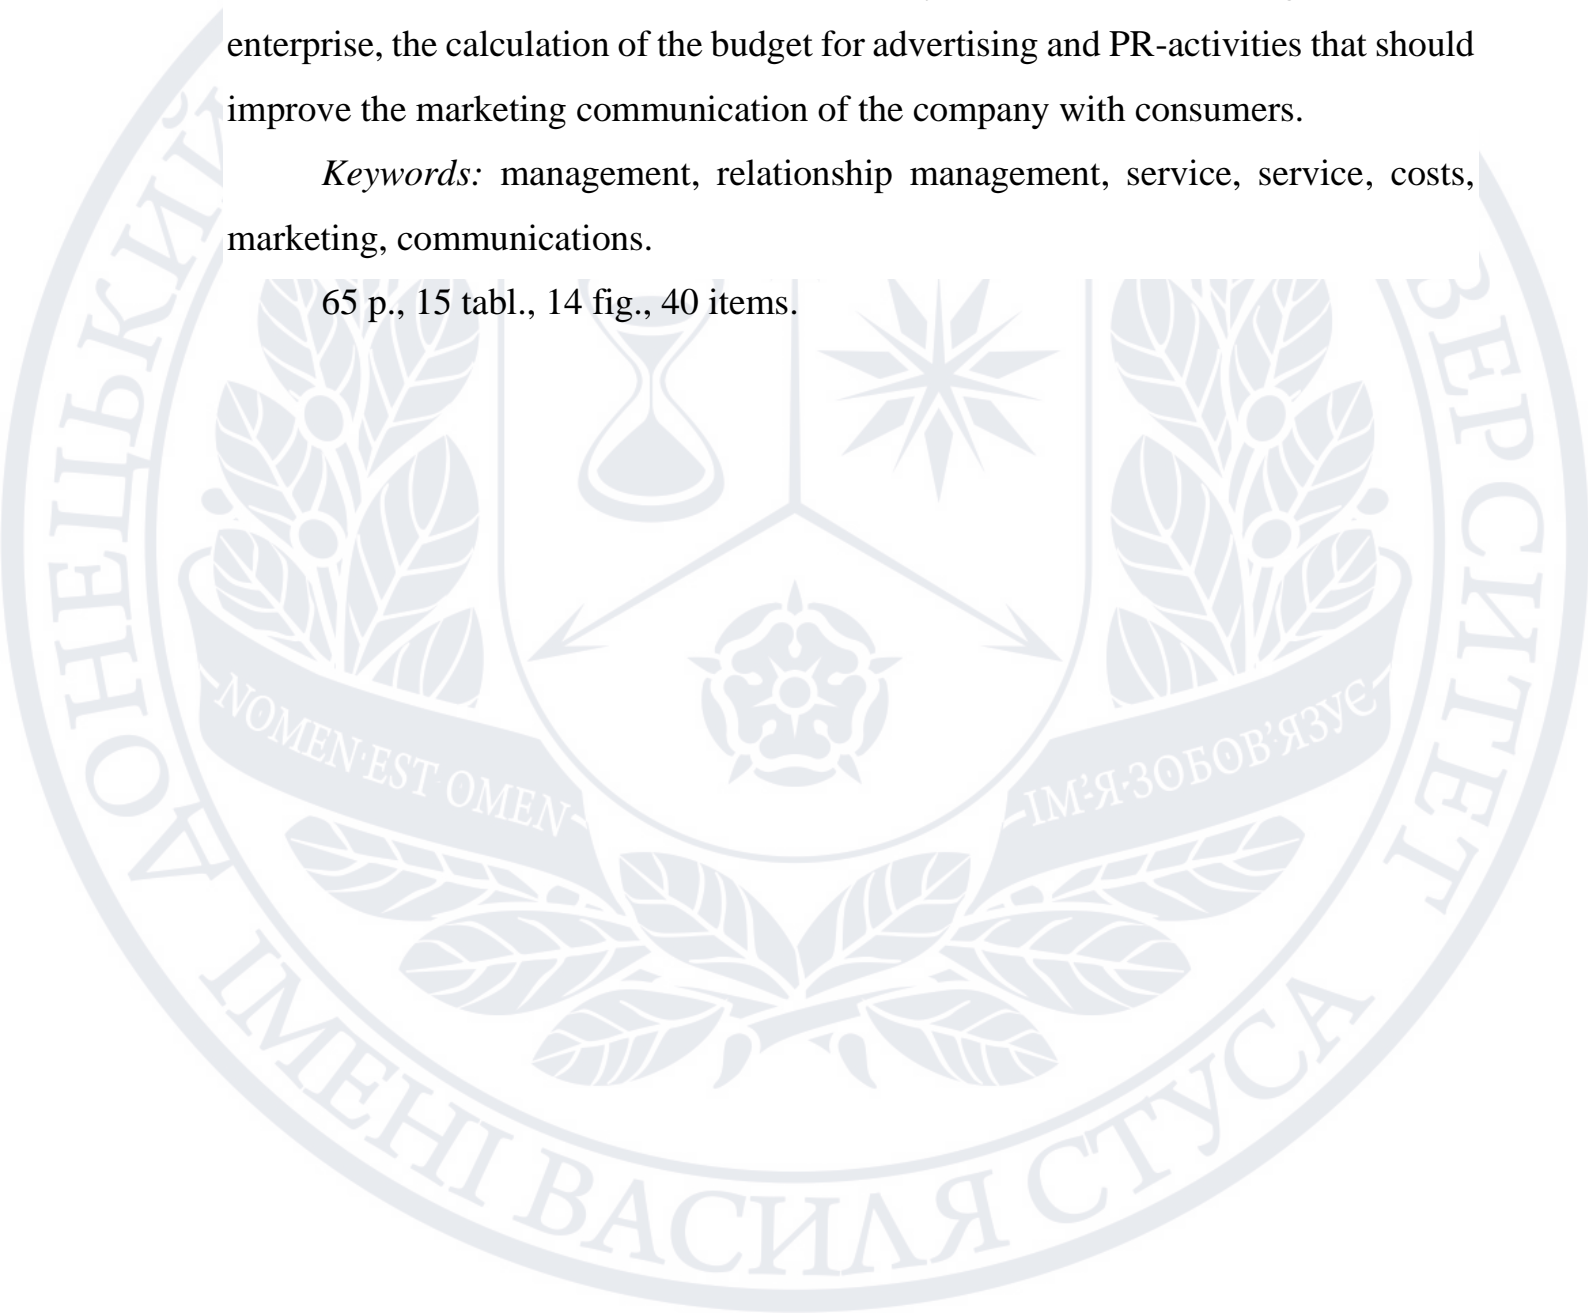 enterprise, the calculation of the budget for advertising and PR-activities that should
improve the marketing communication of the company with consumers.
Keywords: management, relationship management, service, service, costs,
marketing, communications.
65 p., 15 tabl., 14 fig., 40 items.
ДОНЕЦЬКИЙ
ВЕРСИТЕТ
NOMEN·EST·OMEN
ІМ'Я·ЗОБОВ'ЯЗУЄ
ІМЕНІ ВАСИЛЯ СТУСА